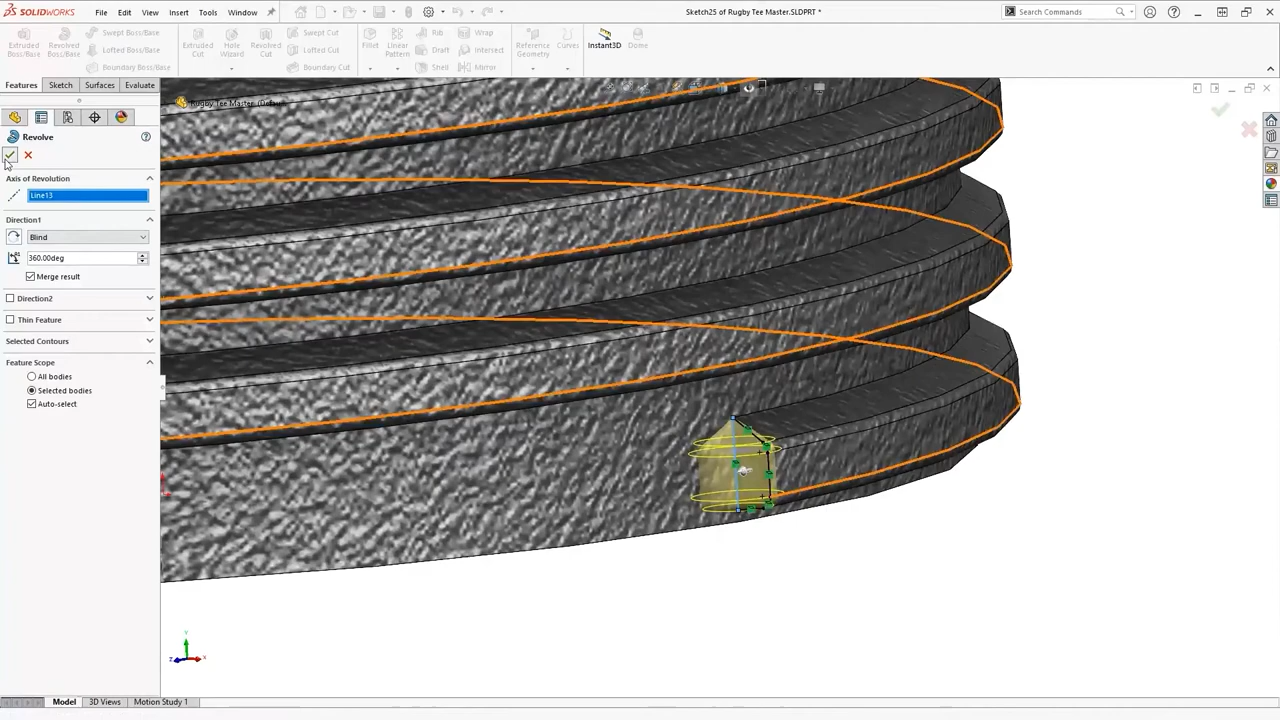 SOLIDWORKS File Edit View Insert Tools Window Sketch25 of Rugby Tee Master.SLDPRT * Search Commands
Extruded Boss/Base Revolved Boss/Base Swept Boss/Base Lofted Boss/Base Boundary Boss/Base Extruded Cut Hole Wizard Revolved Cut Swept Cut Lofted Cut Boundary Cut Fillet Linear Pattern Rib Draft Shell Wrap Intersect Mirror Reference Geometry Curves Instant3D Dome
Features Sketch Surfaces Evaluate
Rugby Tee Master
Revolve
Axis of Revolution
Line13
Direction1
Blind
360.00deg
Merge result
Direction2
Thin Feature
Selected Contours
Feature Scope
All bodies
Selected bodies
Auto-select
Y
Z X
Model 3D Views Motion Study 1